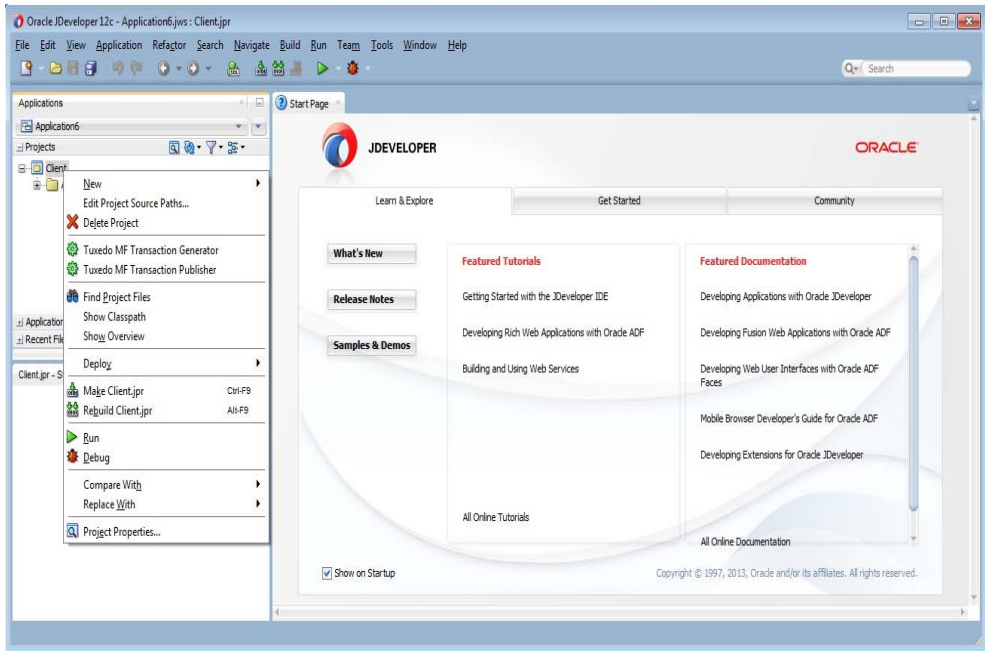 Oracle JDeveloper 12c - Application6.jws : Client.jpr
File Edit View Application Refactor Search Navigate Build Run Team Tools Window Help
Search
Applications
Application6
Projects
Client
New
Edit Project Source Paths...
Delete Project
Tuxedo MF Transaction Generator
Tuxedo MF Transaction Publisher
Find Project Files
Show Classpath
Show Overview
Deploy
Make Client.jpr Ctrl-F9
Rebuild Client.jpr Alt-F9
Run
Debug
Compare With
Replace With
Project Properties...
Application
Recent File
Client.jpr - S
Start Page
JDEVELOPER
ORACLE
Learn & Explore
Get Started
Community
What's New
Release Notes
Samples & Demos
Featured Tutorials
Getting Started with the JDeveloper IDE
Developing Rich Web Applications with Oracle ADF
Building and Using Web Services
All Online Tutorials
Featured Documentation
Developing Applications with Oracle JDeveloper
Developing Fusion Web Applications with Oracle ADF
Developing Web User Interfaces with Oracle ADF
Faces
Mobile Browser Developer's Guide for Oracle ADF
Developing Extensions for Oracle JDeveloper
All Online Documentation
Show on Startup
Copyright © 1997, 2013, Oracle and/or its affiliates. All rights reserved.